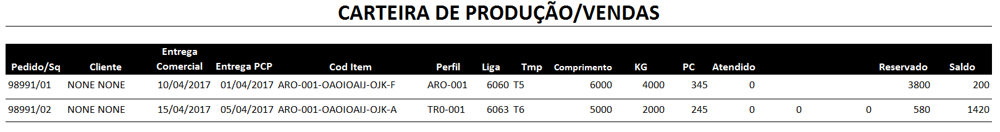 CARTEIRA DE PRODUÇÃO/VENDAS
Entrega
Pedido/Sq Cliente Comercial Entrega PCP Cod Item Perfil Liga Tmp Comprimento KG PC Atendido Reservado Saldo
98991/01 NONE NONE 10/04/2017 01/04/2017 ARO-001-OAOIOAIJ-OJK-F ARO-001 6060 T5 6000 4000 345 0 3800 200
98991/02 NONE NONE 15/04/2017 05/04/2017 ARO-001-OAOIOAIJ-OJK-A TR0-001 6063 T6 5000 2000 245 0 0 0 580 1420